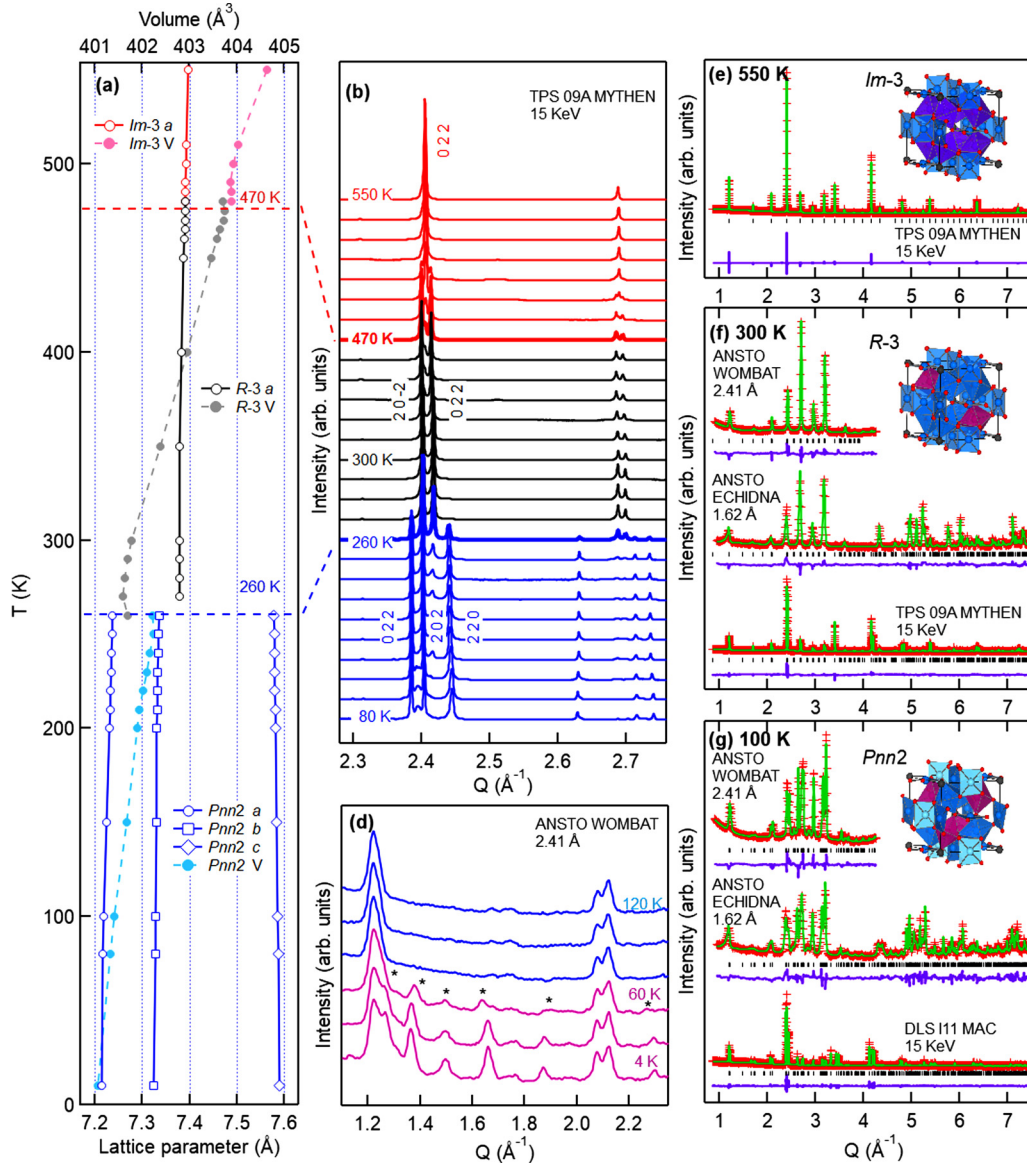 Volume (Å³)
401 402 403 404 405
(a)
Im-3 a
Im-3 V
470 K
R-3 a
R-3 V
260 K
Pnn2 a
Pnn2 b
Pnn2 c
Pnn2 V
T (K)
500
400
300
200
100
0
7.2 7.3 7.4 7.5 7.6
Lattice parameter (Å)
(b)
TPS 09A MYTHEN
15 KeV
0 2 2
550 K
470 K
2 0 -2
0 2 2
300 K
260 K
0 2 2
2 0 2
2 2 0
80 K
Intensity (arb. units)
2.3 2.4 2.5 2.6 2.7
Q (Å⁻¹)
(d)
ANSTO WOMBAT
2.41 Å
120 K
60 K
* * * * * *
4 K
Intensity (arb. units)
1.2 1.4 1.6 1.8 2.0 2.2
Q (Å⁻¹)
(e) 550 K
Im-3
TPS 09A MYTHEN
15 KeV
Intensity (arb. units)
1 2 3 4 5 6 7
(f) 300 K
R-3
ANSTO
WOMBAT
2.41 Å
ANSTO
ECHIDNA
1.62 Å
TPS 09A MYTHEN
15 KeV
Intensity (arb. units)
1 2 3 4 5 6 7
(g) 100 K
Pnn2
ANSTO
WOMBAT
2.41 Å
ANSTO
ECHIDNA
1.62 Å
DLS I11 MAC
15 KeV
Intensity (arb. units)
1 2 3 4 5 6 7
Q (Å⁻¹)